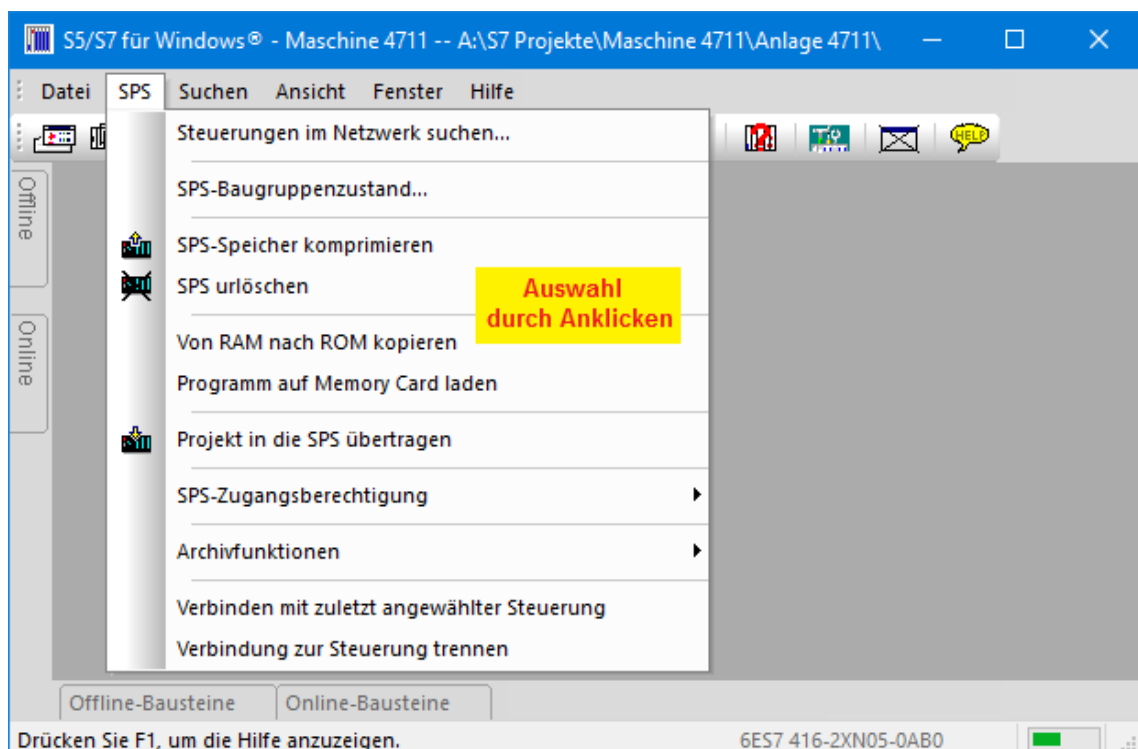 S5/S7 für Windows® - Maschine 4711 -- A:\S7 Projekte\Maschine 4711\Anlage 4711\
Datei SPS Suchen Ansicht Fenster Hilfe
HELP
Offline
Online
Steuerungen im Netzwerk suchen...
SPS-Baugruppenzustand...
SPS-Speicher komprimieren
SPS urlöschen
Auswahl
durch Anklicken
Von RAM nach ROM kopieren
Programm auf Memory Card laden
Projekt in die SPS übertragen
SPS-Zugangsberechtigung
Archivfunktionen
Verbinden mit zuletzt angewählter Steuerung
Verbindung zur Steuerung trennen
Offline-Bausteine Online-Bausteine
Drücken Sie F1, um die Hilfe anzuzeigen. 6ES7 416-2XN05-0AB0